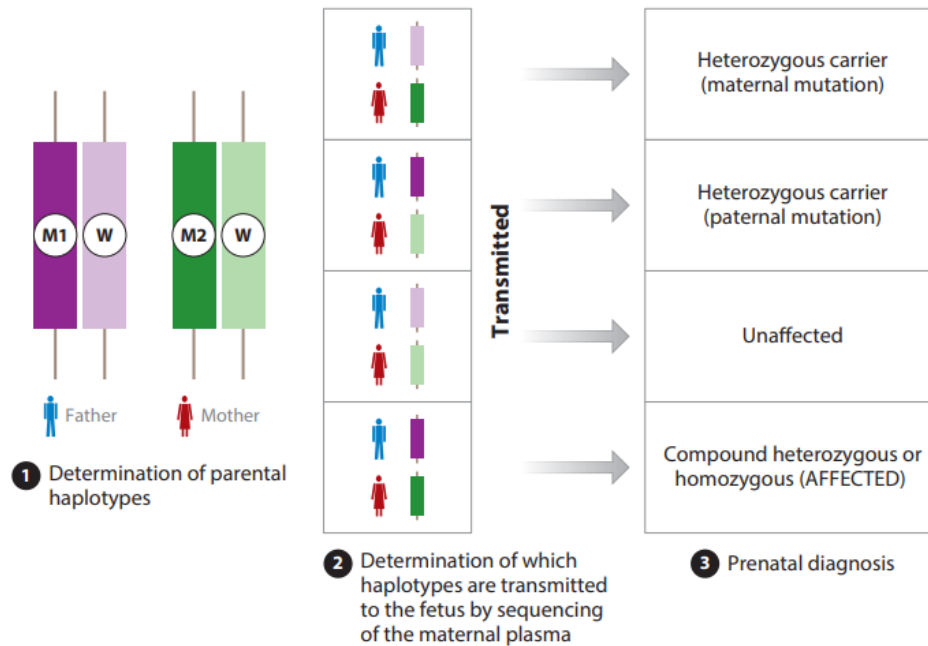 M1
W
M2
W
Father
Mother
1 Determination of parental
haplotypes
Transmitted
2 Determination of which
haplotypes are transmitted
to the fetus by sequencing
of the maternal plasma
Heterozygous carrier
(maternal mutation)
Heterozygous carrier
(paternal mutation)
Unaffected
Compound heterozygous or
homozygous (AFFECTED)
3 Prenatal diagnosis